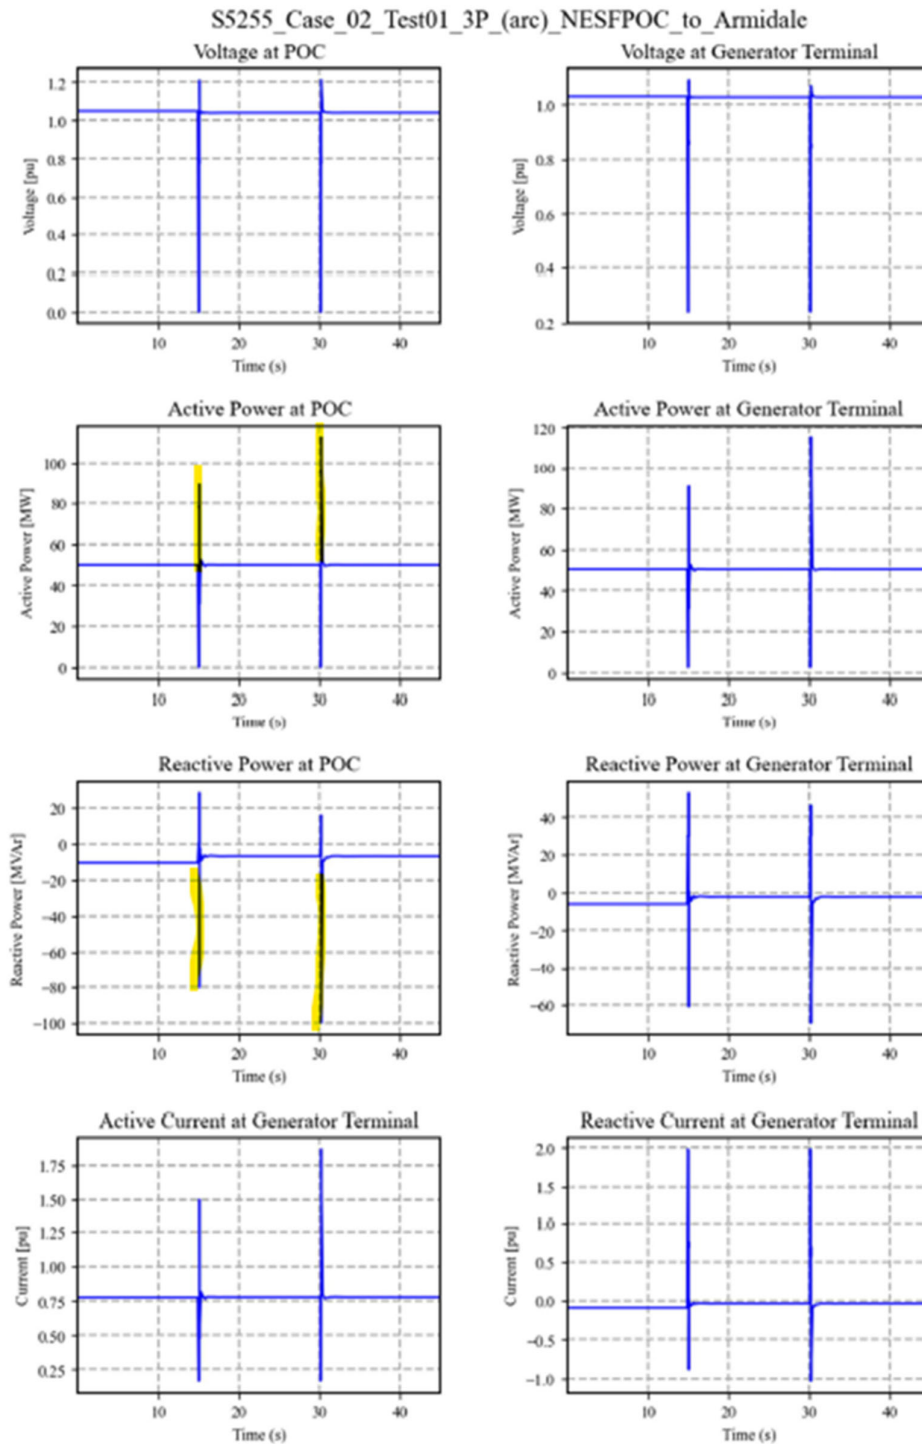 S5255_Case_02_Test01_3P_(arc)_NESFPOC_to_Armidale
Voltage at POC
Voltage at Generator Terminal
1.2
1.0
0.8
0.6
0.4
0.2
0.0
Voltage [pu]
10 20 30 40
Time (s)
1.0
0.8
0.6
0.4
0.2
Voltage [pu]
10 20 30 40
Time (s)
Active Power at POC
Active Power at Generator Terminal
100
80
60
40
20
0
Active Power [MW]
10 20 30 40
Time (s)
120
100
80
60
40
20
0
Active Power [MW]
10 20 30 40
Time (s)
Reactive Power at POC
Reactive Power at Generator Terminal
20
0
−20
−40
−60
−80
−100
Reactive Power [MVAr]
10 20 30 40
Time (s)
40
20
0
−20
−40
−60
Reactive Power [MVAr]
10 20 30 40
Time (s)
Active Current at Generator Terminal
Reactive Current at Generator Terminal
1.75
1.50
1.25
1.00
0.75
0.50
0.25
Current [pu]
10 20 30 40
Time (s)
2.0
1.5
1.0
0.5
0.0
−0.5
−1.0
Current [pu]
10 20 30 40
Time (s)